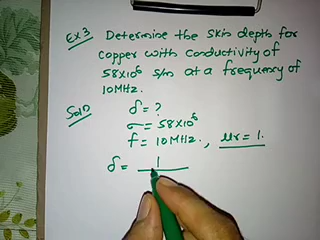 Ex3 Determine the skin depth for
copper with conductivity of
58x10⁶ s/m at a frequency of
10MHz.
Soln
δ = ?
σ = 58x10⁶
f = 10MHz. , μr = 1.
δ = 1